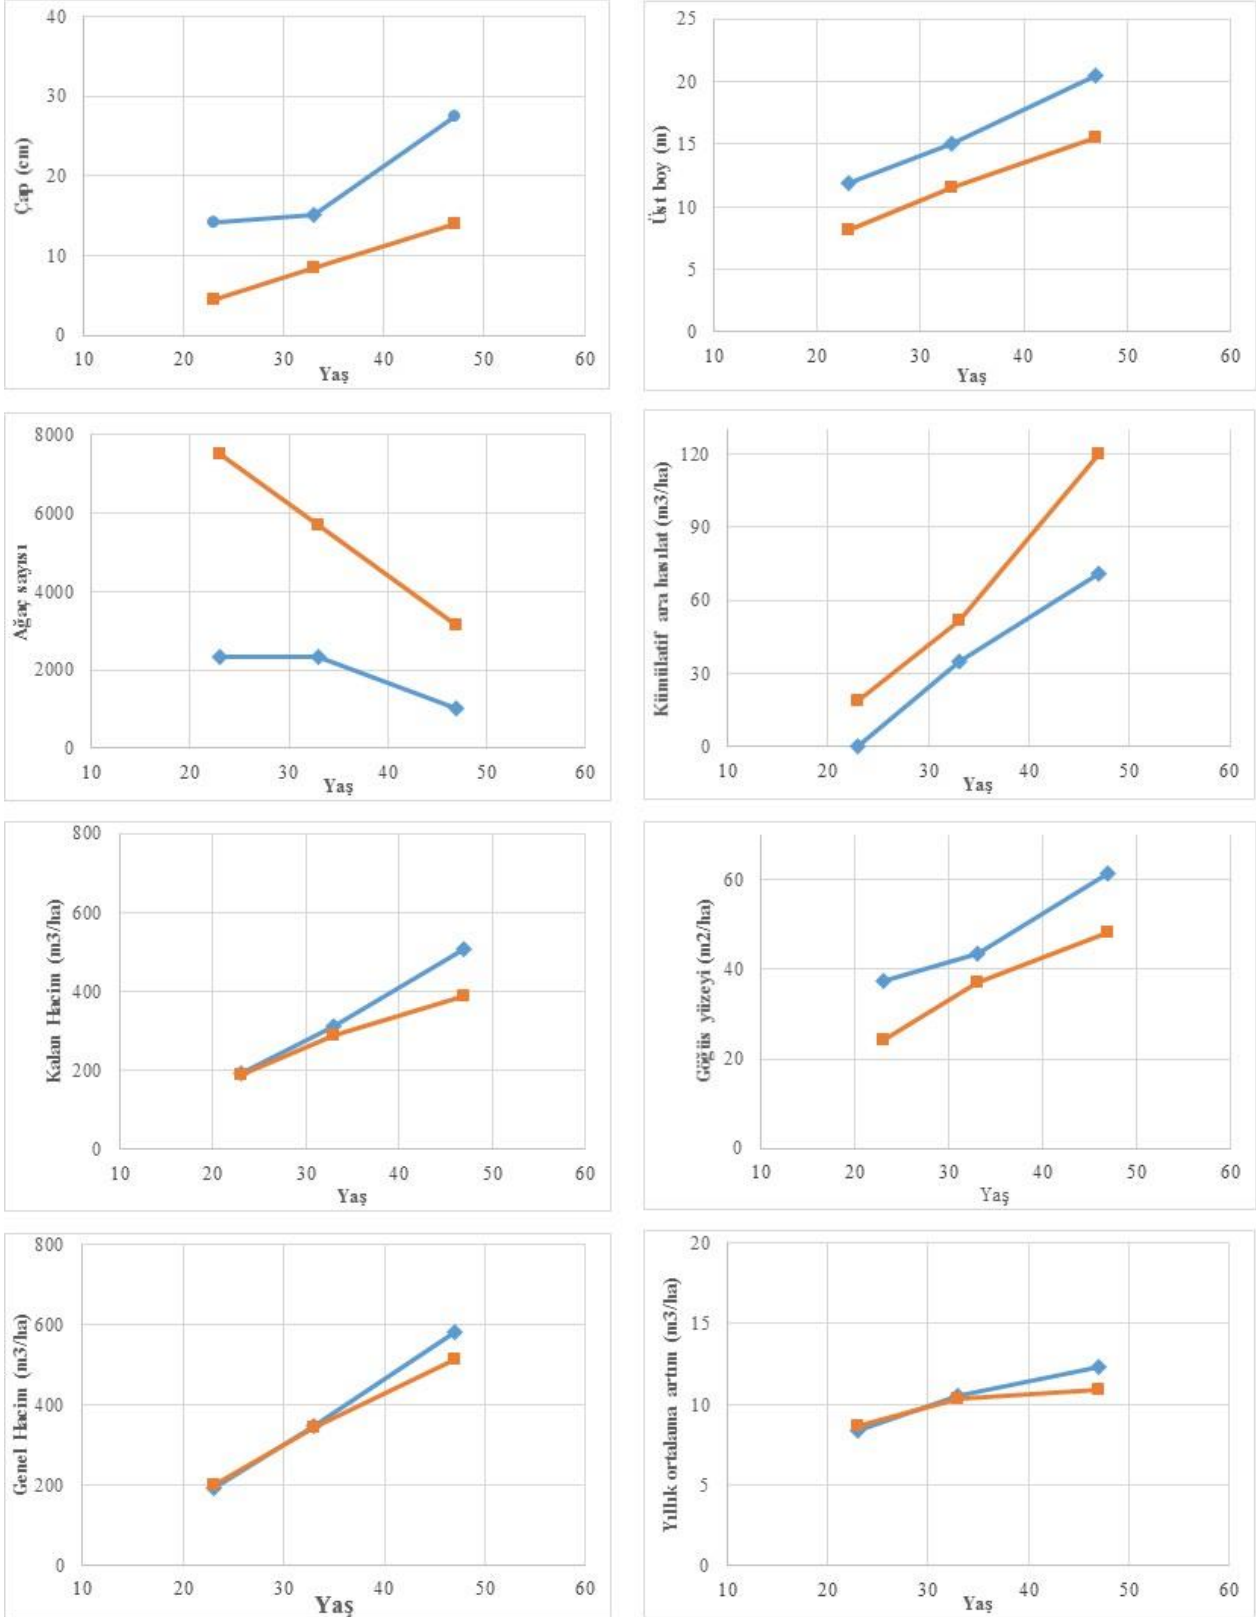 Çap (cm)
40
30
20
10
0
10 20 30 40 50 60
Yaş
Üst boy (m)
25
20
15
10
5
0
10 20 30 40 50 60
Yaş
Ağaç sayısı
8000
6000
4000
2000
0
10 20 30 40 50 60
Yaş
Kümülatif ara hasılat (m3/ha)
120
90
60
30
0
10 20 30 40 50 60
Yaş
Kalan Hacim (m3/ha)
800
600
400
200
0
10 20 30 40 50 60
Yaş
Göğüs yüzeyi (m2/ha)
60
40
20
0
10 20 30 40 50 60
Yaş
Genel Hacim (m3/ha)
800
600
400
200
0
10 20 30 40 50 60
Yaş
Yıllık ortalama artım (m3/ha)
20
15
10
5
0
10 20 30 40 50 60
Yaş